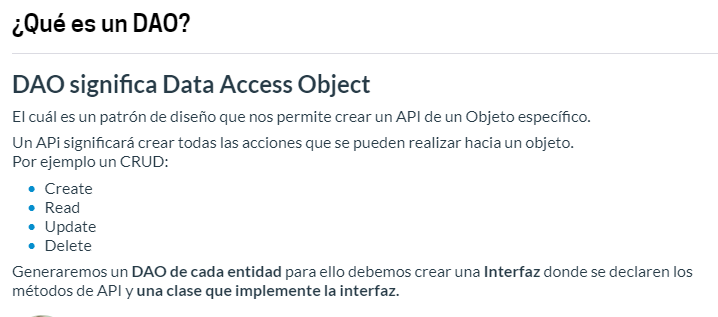 ¿Qué es un DAO?
DAO significa Data Access Object
El cuál es un patrón de diseño que nos permite crear un API de un Objeto específico.
Un APi significará crear todas las acciones que se pueden realizar hacia un objeto.
Por ejemplo un CRUD:
Create
Read
Update
Delete
Generaremos un DAO de cada entidad para ello debemos crear una Interfaz donde se declaren los
métodos de API y una clase que implemente la interfaz.